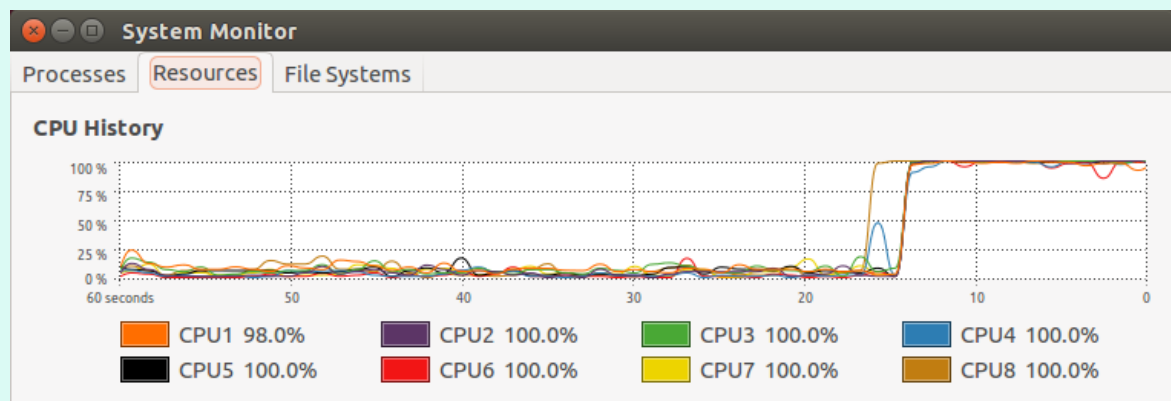 System Monitor
Processes Resources File Systems
CPU History
100 %
75 %
50 %
25 %
0 %
60 seconds 50 40 30 20 10 0
CPU1 98.0% CPU2 100.0% CPU3 100.0% CPU4 100.0%
CPU5 100.0% CPU6 100.0% CPU7 100.0% CPU8 100.0%